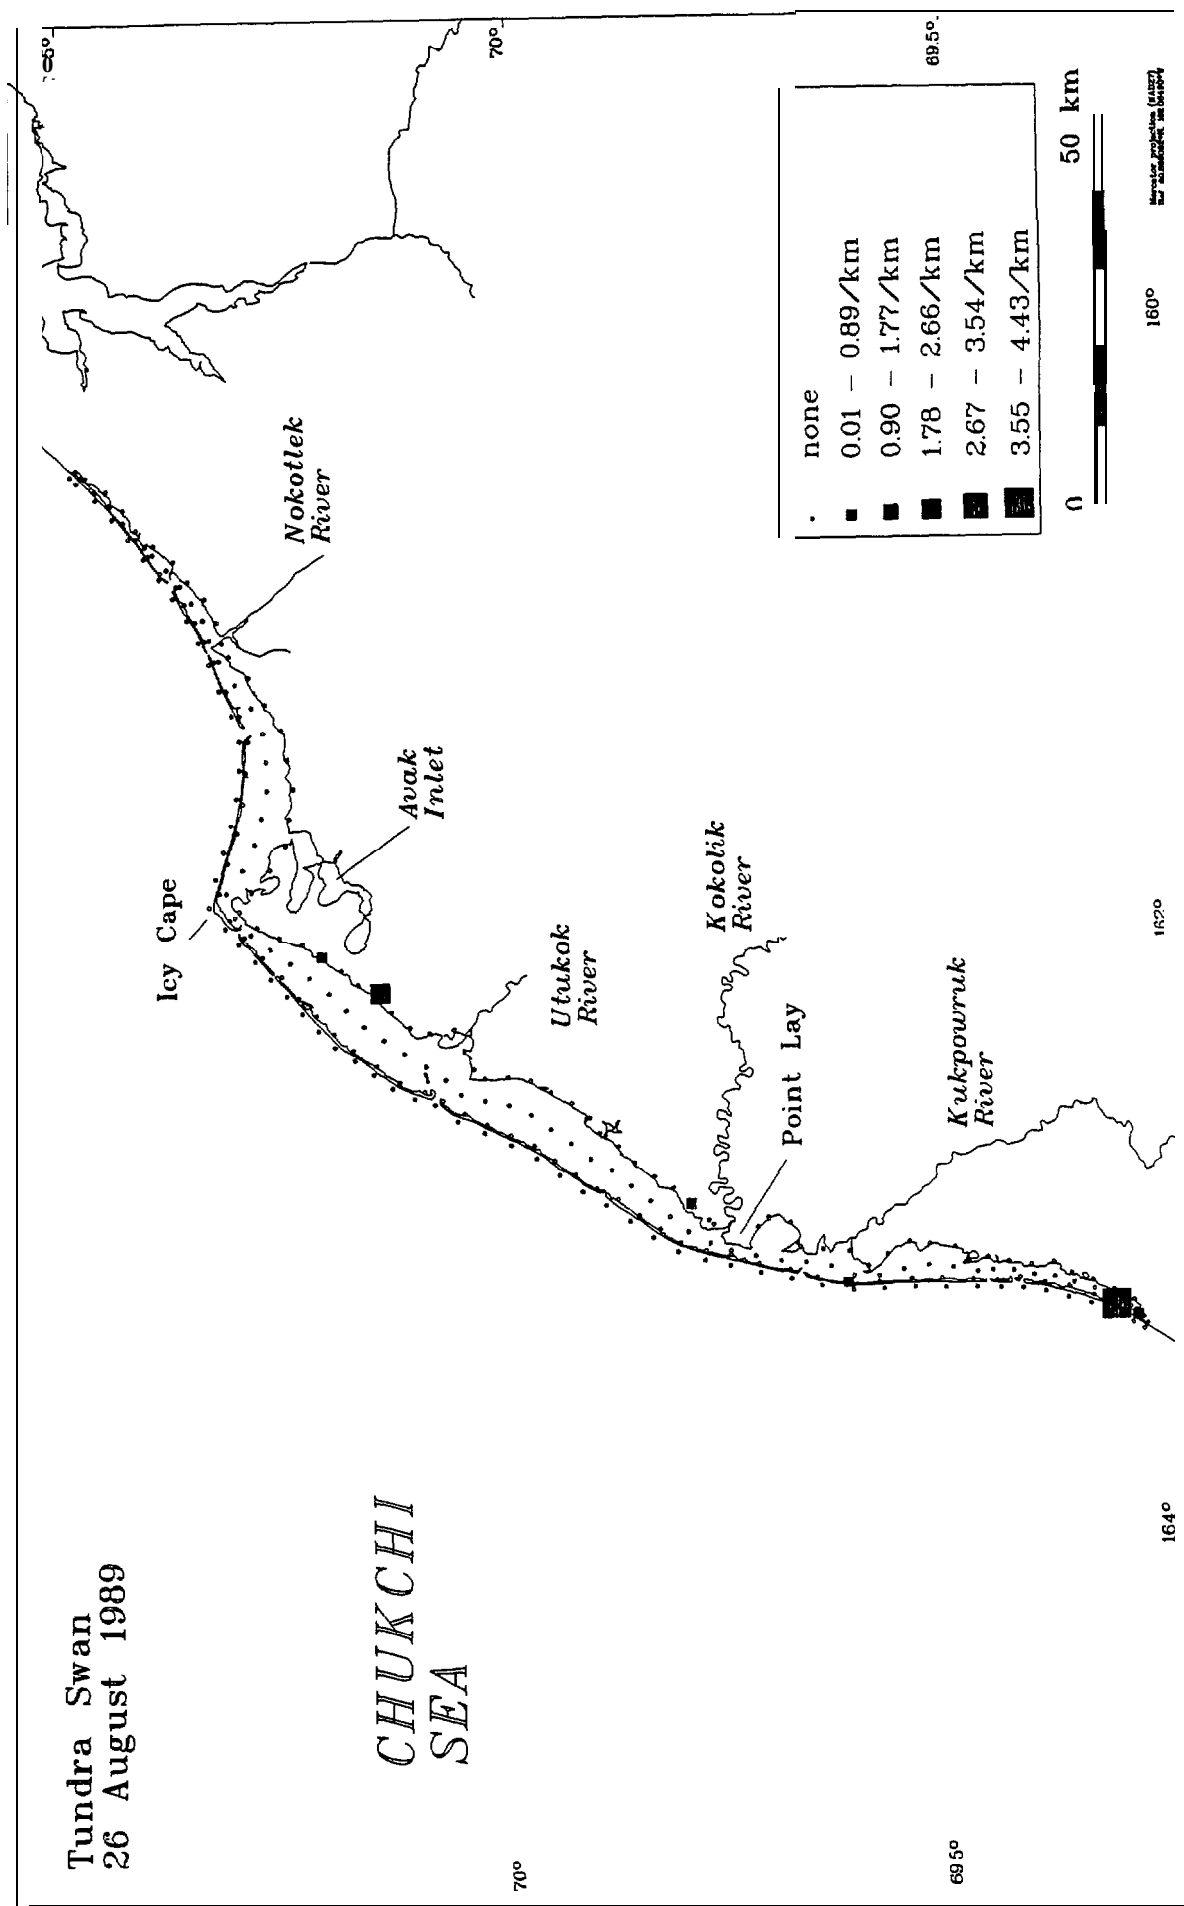 Tundra Swan
26 August 1989
CHUKCHI
SEA
Icy Cape
Nokotlek
River
Avak
Inlet
Utukok
River
Kokolik
River
Point Lay
Kukpowruk
River
70°
69.5°
70°
69.5°
160°
162°
164°
none
0.01 - 0.89/km
0.90 - 1.77/km
1.78 - 2.66/km
2.67 - 3.54/km
3.55 - 4.43/km
0 50 km
Mercator projection (NAD27)